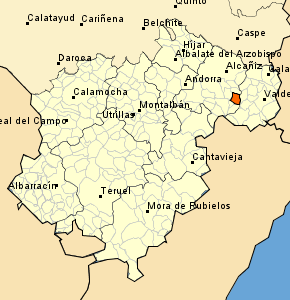 Quinto
Calatayud
Cariñena
Belchite
Caspe
Híjar
Daroca
Albalate del Arzobispo
Alcañiz
Cala
Andorra
Calamocha
Valde
Montalbán
Utrillas
eal del Campo
Cantavieja
Albarracín
Teruel
Mora de Rubielos